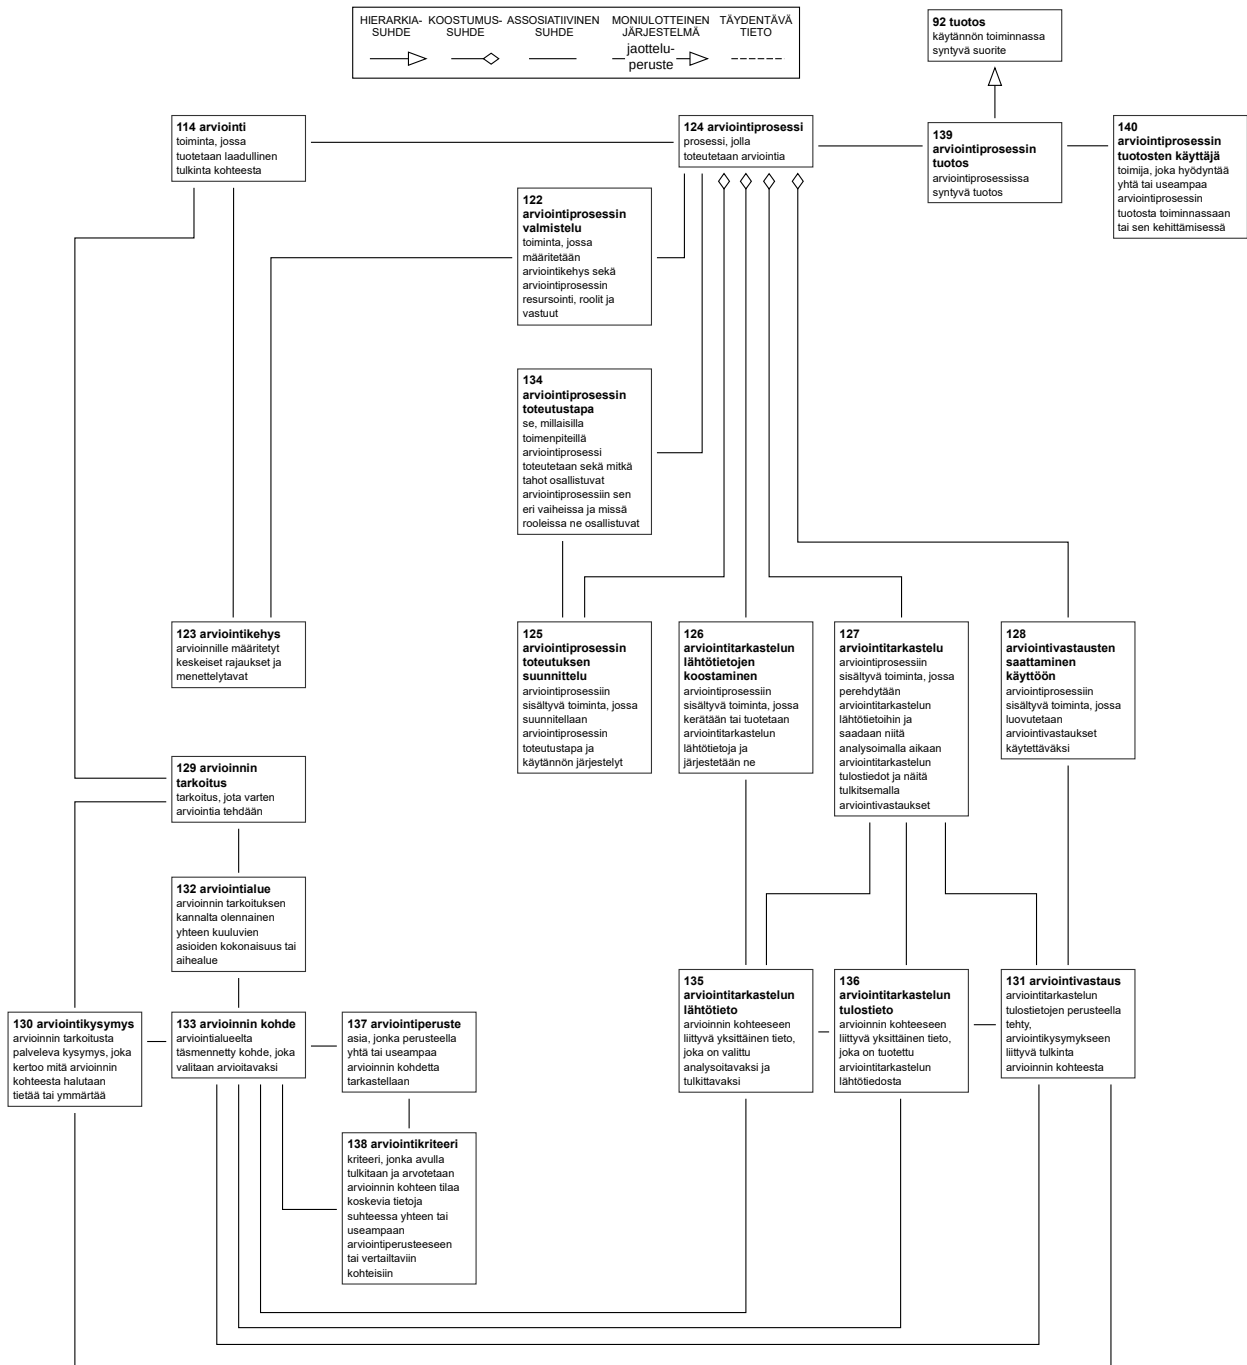 HIERARKIA-
SUHDE
KOOSTUMUS-
SUHDE
ASSOSIATIIVINEN
SUHDE
MONIULOTTEINEN
JÄRJESTELMÄ
jaottelu-
peruste
TÄYDENTÄVÄ
TIETO
92 tuotos
käytännön toiminnassa
syntyvä suorite
114 arviointi
toiminta, jossa
tuotetaan laadullinen
tulkinta kohteesta
124 arviointiprosessi
prosessi, jolla
toteutetaan arviointia
139
arviointiprosessin
tuotos
arviointiprosessissa
syntyvä tuotos
140
arviointiprosessin
tuotosten käyttäjä
toimija, joka hyödyntää
yhtä tai useampaa
arviointiprosessin
tuotosta toiminnassaan
tai sen kehittämisessä
122
arviointiprosessin
valmistelu
toiminta, jossa
määritetään
arviointikehys sekä
arviointiprosessin
resursointi, roolit ja
vastuut
134
arviointiprosessin
toteutustapa
se, millaisilla
toimenpiteillä
arviointiprosessi
toteutetaan sekä mitkä
tahot osallistuvat
arviointiprosessiin sen
eri vaiheissa ja missä
rooleissa ne osallistuvat
123 arviointikehys
arvioinnille määritetyt
keskeiset rajaukset ja
menettelytavat
125
arviointiprosessin
toteutuksen
suunnittelu
arviointiprosessiin
sisältyvä toiminta, jossa
suunnitellaan
arviointiprosessin
toteutustapa ja
käytännön järjestelyt
126
arviointitarkastelun
lähtötietojen
koostaminen
arviointiprosessiin
sisältyvä toiminta, jossa
kerätään tai tuotetaan
arviointitarkastelun
lähtötietoja ja
järjestetään ne
127
arviointitarkastelu
arviointiprosessiin
sisältyvä toiminta, jossa
perehdytään
arviointitarkastelun
lähtötietoihin ja
saadaan niitä
analysoimalla aikaan
arviointitarkastelun
tulostiedot ja näitä
tulkitsemalla
arviointivastaukset
128
arviointivastausten
saattaminen
käyttöön
arviointiprosessiin
sisältyvä toiminta, jossa
luovutetaan
arviointivastaukset
käytettäväksi
129 arvioinnin
tarkoitus
tarkoitus, jota varten
arviointia tehdään
132 arviointialue
arvioinnin tarkoituksen
kannalta olennainen
yhteen kuuluvien
asioiden kokonaisuus tai
aihealue
130 arviointikysymys
arvioinnin tarkoitusta
palveleva kysymys, joka
kertoo mitä arvioinnin
kohteesta halutaan
tietää tai ymmärtää
133 arvioinnin kohde
arviointialueelta
täsmennetty kohde, joka
valitaan arvioitavaksi
137 arviointiperuste
asia, jonka perusteella
yhtä tai useampaa
arvioinnin kohdetta
tarkastellaan
135
arviointitarkastelun
lähtötieto
arvioinnin kohteeseen
liittyvä yksittäinen tieto,
joka on valittu
analysoitavaksi ja
tulkittavaksi
136
arviointitarkastelun
tulostieto
arvioinnin kohteeseen
liittyvä yksittäinen tieto,
joka on tuotettu
arviointitarkastelun
lähtötiedosta
131 arviointivastaus
arviointitarkastelun
tulostietojen perusteella
tehty,
arviointikysymykseen
liittyvä tulkinta
arvioinnin kohteesta
138 arviointikriteeri
kriteeri, jonka avulla
tulkitaan ja arvotetaan
arvioinnin kohteen tilaa
koskevia tietoja
suhteessa yhteen tai
useampaan
arviointiperusteeseen
tai vertailtaviin
kohteisiin